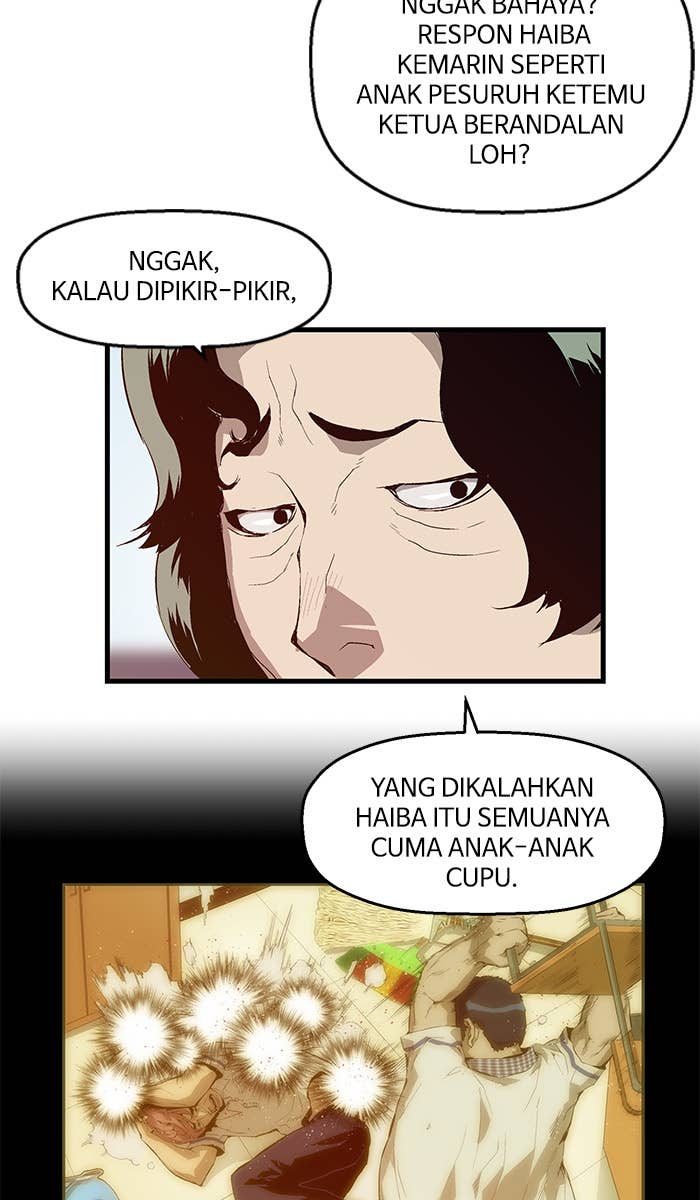 NGGAK BAHAYA?
RESPON HAIBA
KEMARIN SEPERTI
ANAK PESURUH KETEMU
KETUA BERANDALAN
LOH?
NGGAK,
KALAU DIPIKIR-PIKIR,
YANG DIKALAHKAN
HAIBA ITU SEMUANYA
CUMA ANAK-ANAK
CUPU.